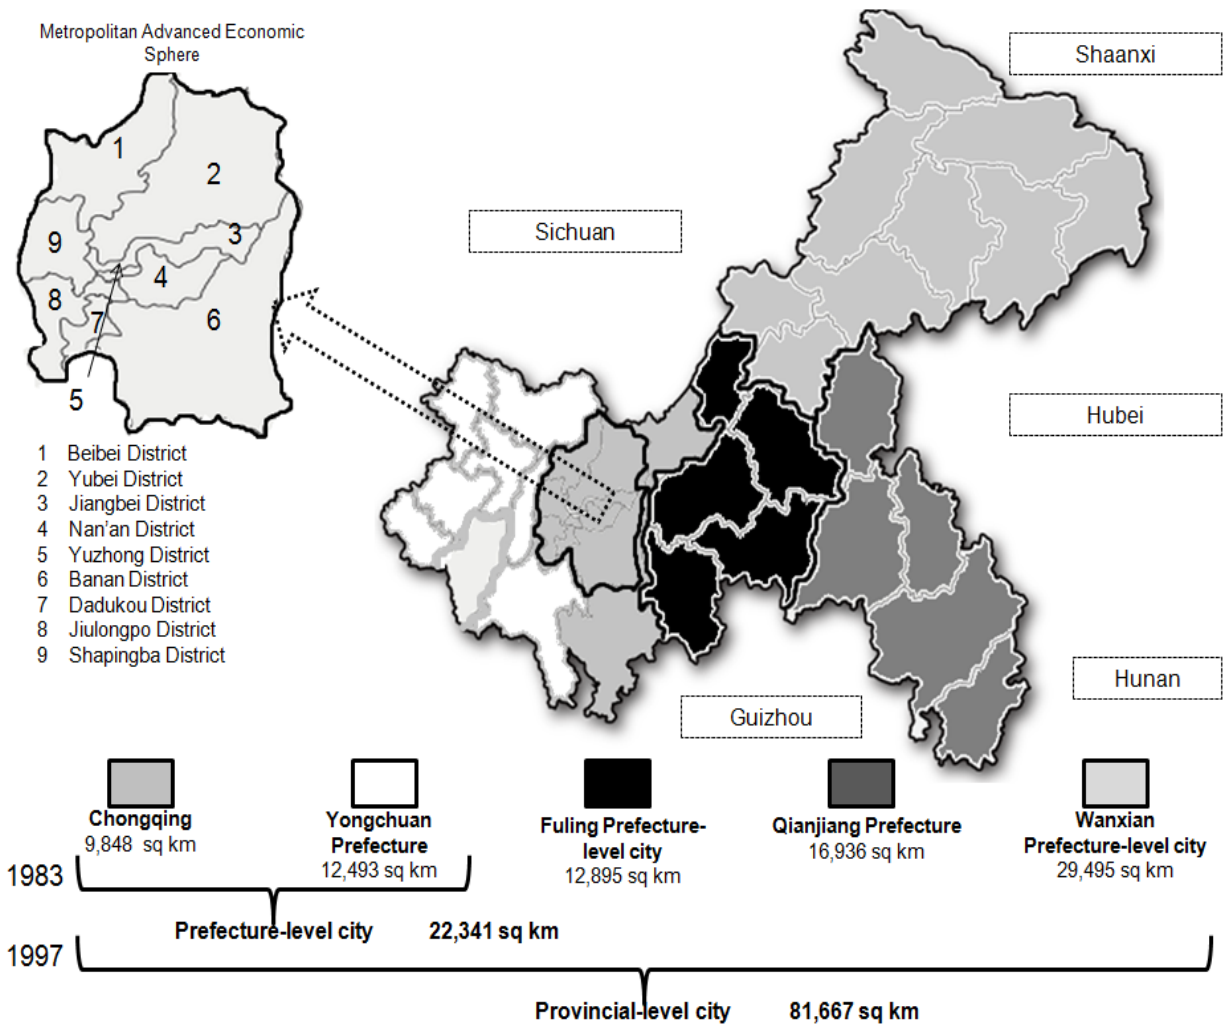 Metropolitan Advanced Economic
Sphere
Shaanxi
Sichuan
Hubei
Hunan
Guizhou
1
2
3
4
5
6
7
8
9
1 Beibei District
2 Yubei District
3 Jiangbei District
4 Nan'an District
5 Yuzhong District
6 Banan District
7 Dadukou District
8 Jiulongpo District
9 Shapingba District
Chongqing
9,848 sq km
Yongchuan
Prefecture
12,493 sq km
Fuling Prefecture-
level city
12,895 sq km
Qianjiang Prefecture
16,936 sq km
Wanxian
Prefecture-level city
29,495 sq km
1983
Prefecture-level city 22,341 sq km
1997
Provincial-level city 81,667 sq km